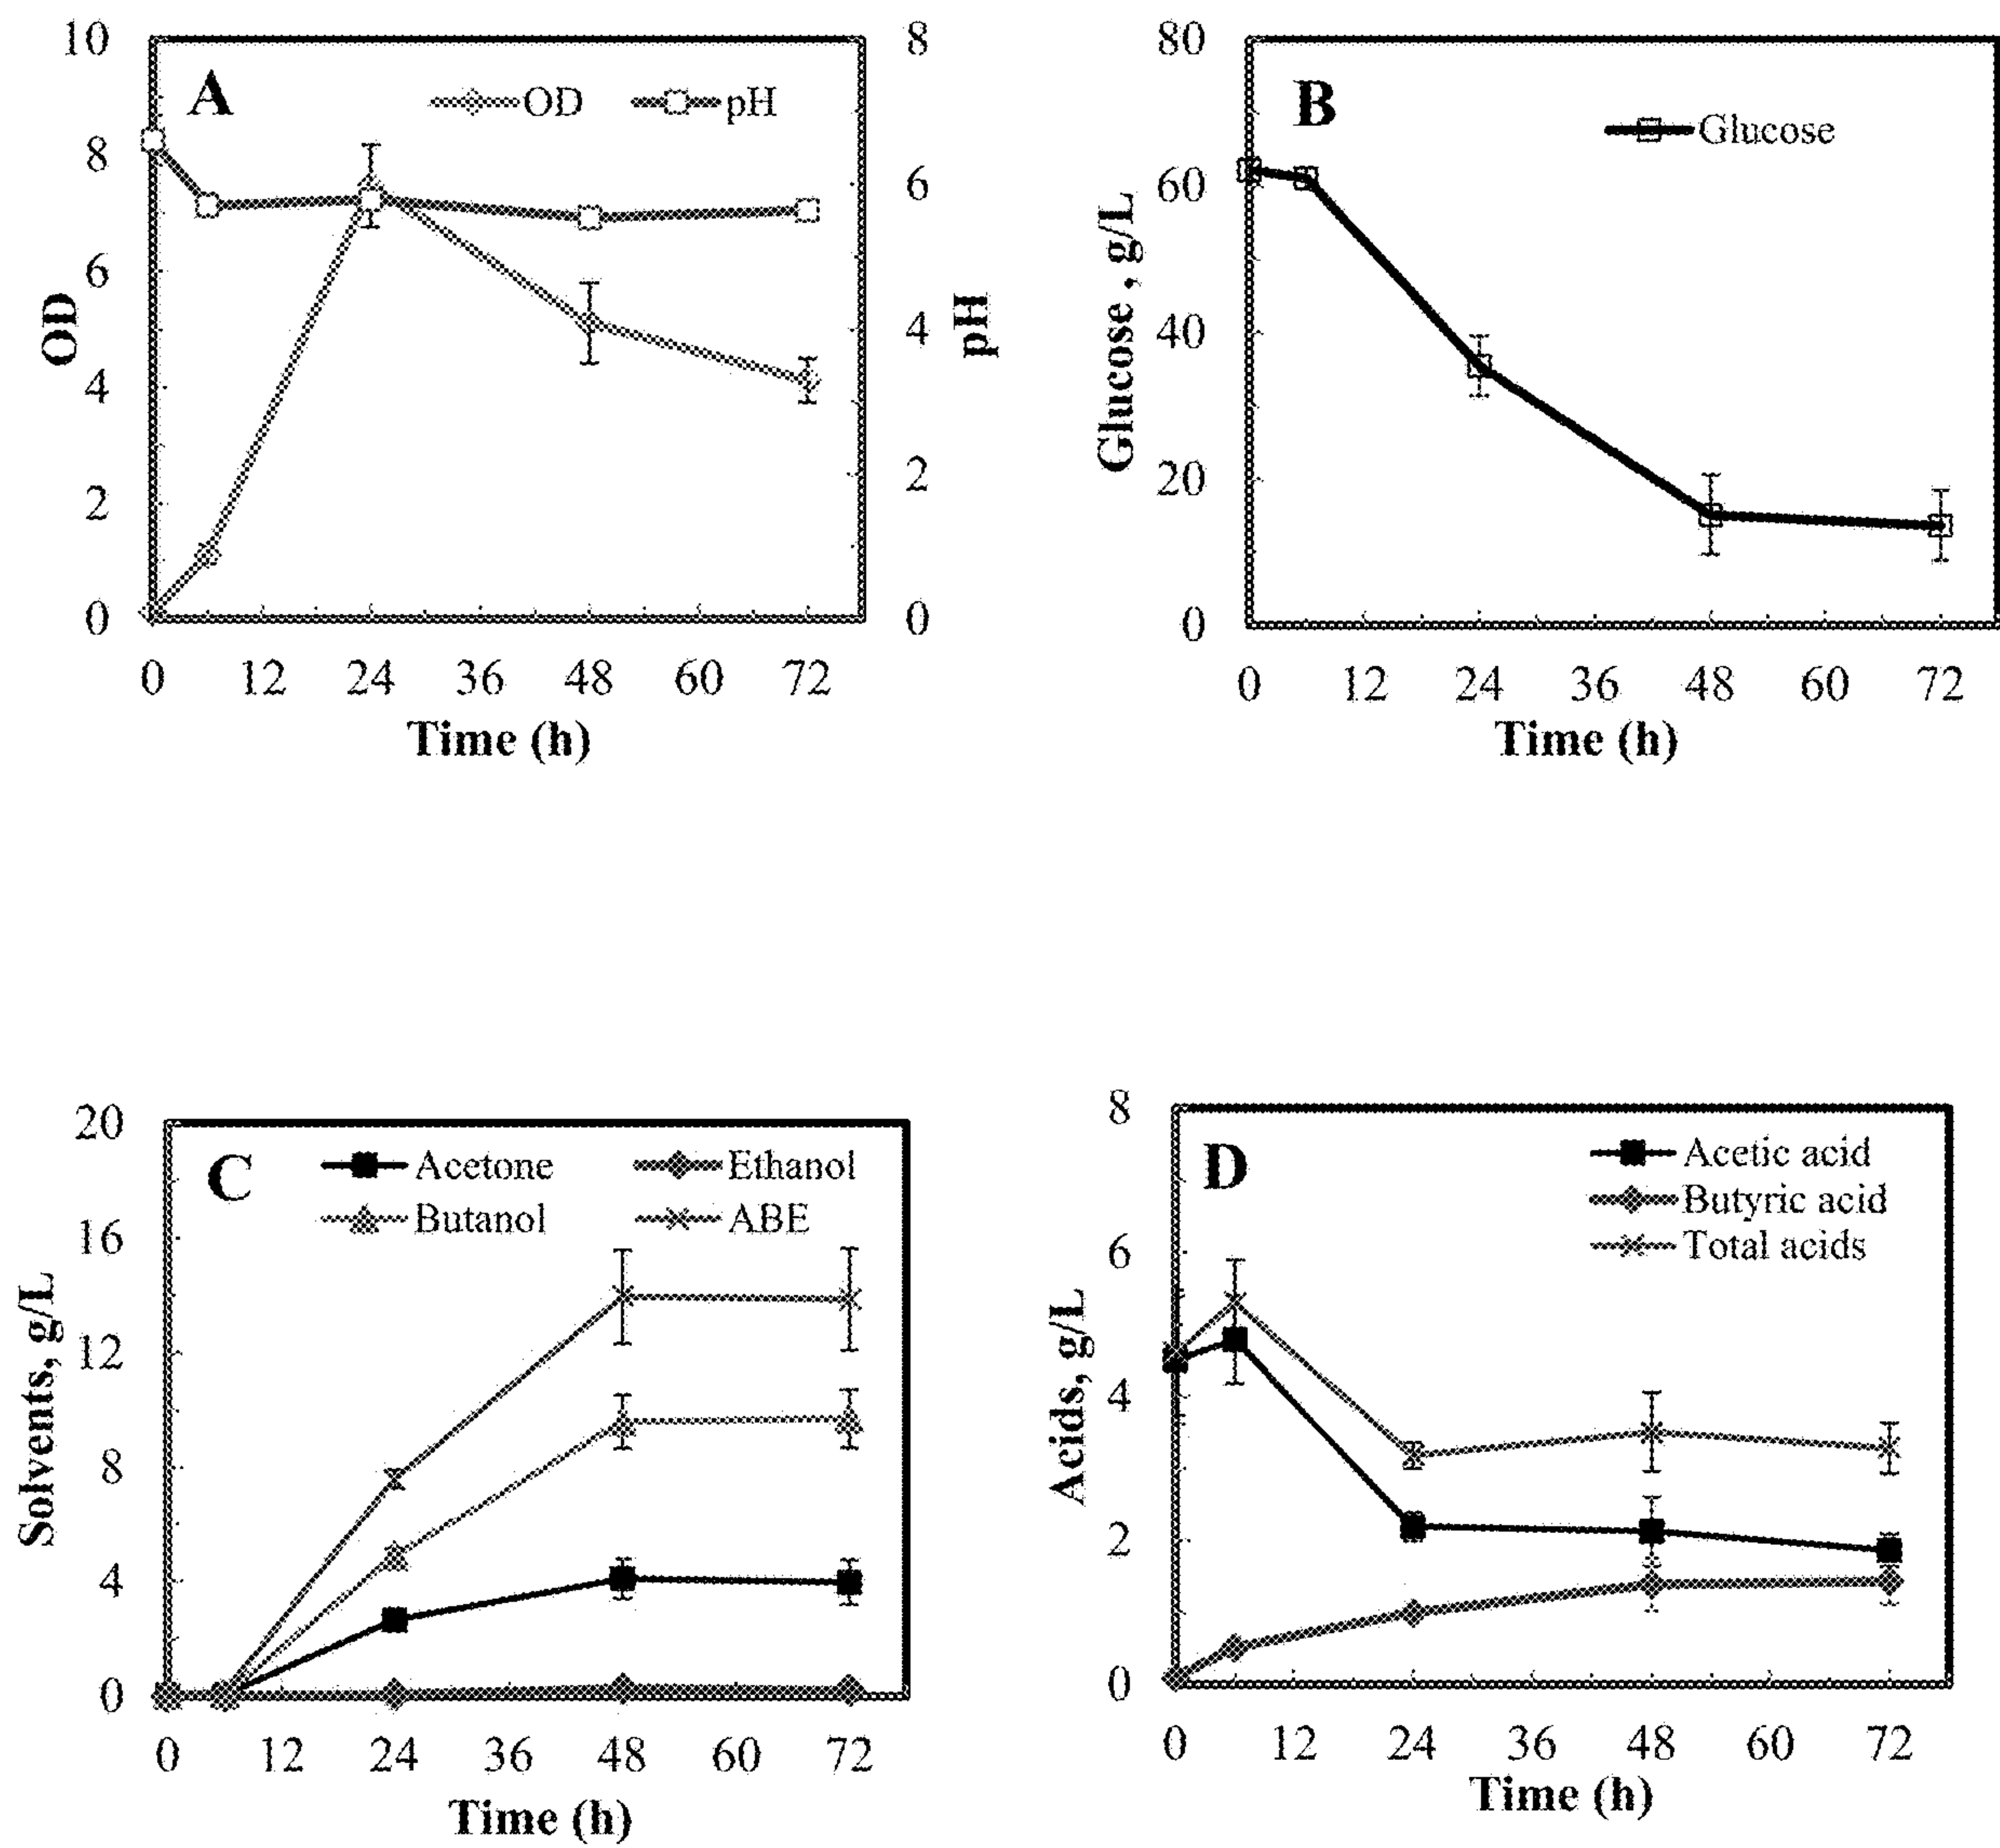 A
OD pH
10
8
6
4
2
0
OD
8
6
4
2
0
pH
0 12 24 36 48 60 72
Time (h)
B
Glucose
80
60
40
20
0
Glucose , g/L
0 12 24 36 48 60 72
Time (h)
C
Acetone Ethanol
Butanol ABE
20
16
12
8
4
0
Solvents, g/L
0 12 24 36 48 60 72
Time (h)
D
Acetic acid
Butyric acid
Total acids
8
6
4
2
0
Acids, g/L
0 12 24 36 48 60 72
Time (h)